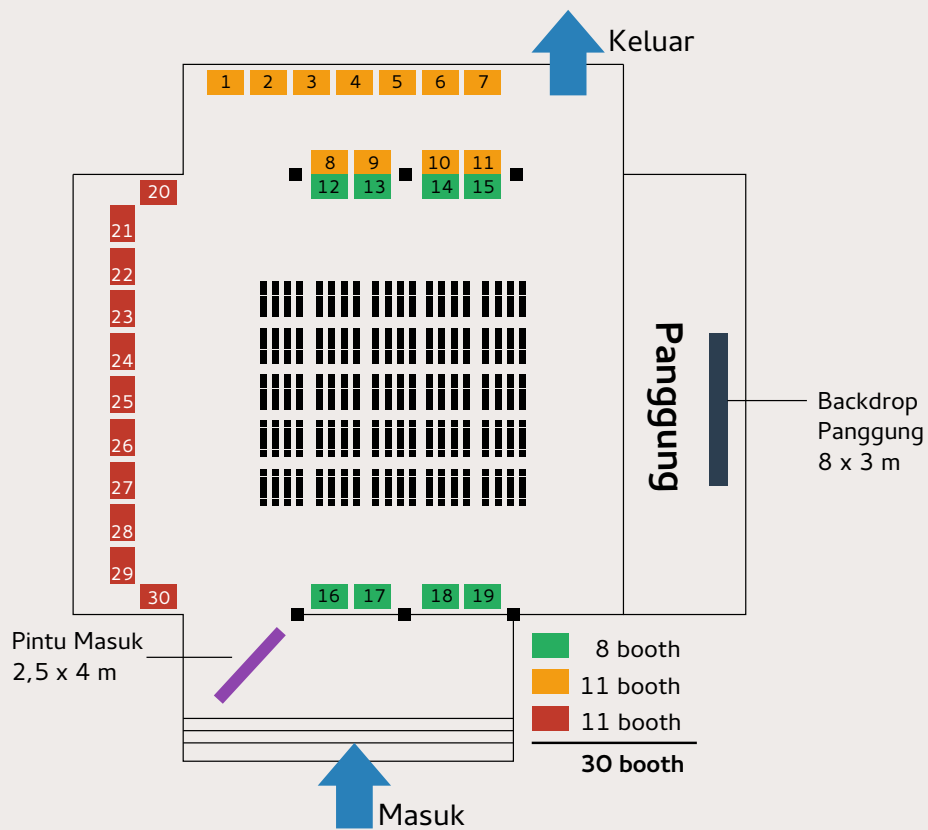 Keluar
1 2 3 4 5 6 7
8 9 10 11
12 13 14 15
20
21
22
23
24
25
26
27
28
29
30
Panggung
Backdrop
Panggung
8 x 3 m
16 17 18 19
Pintu Masuk
2,5 x 4 m
8 booth
11 booth
11 booth
30 booth
Masuk